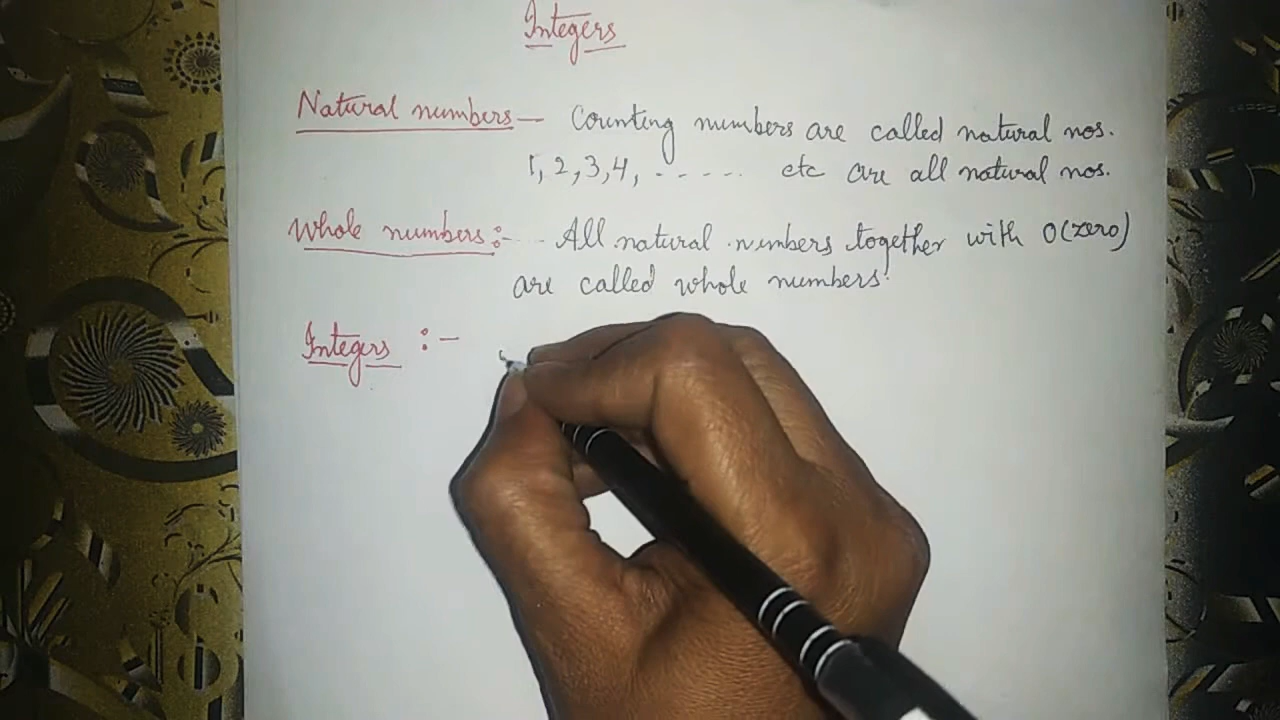 Integers
Natural numbers - Counting numbers are called natural nos.
1, 2, 3, 4, ..... etc are all natural nos.
Whole numbers :- All natural numbers together with 0 (zero)
are called whole numbers.
Integers :-